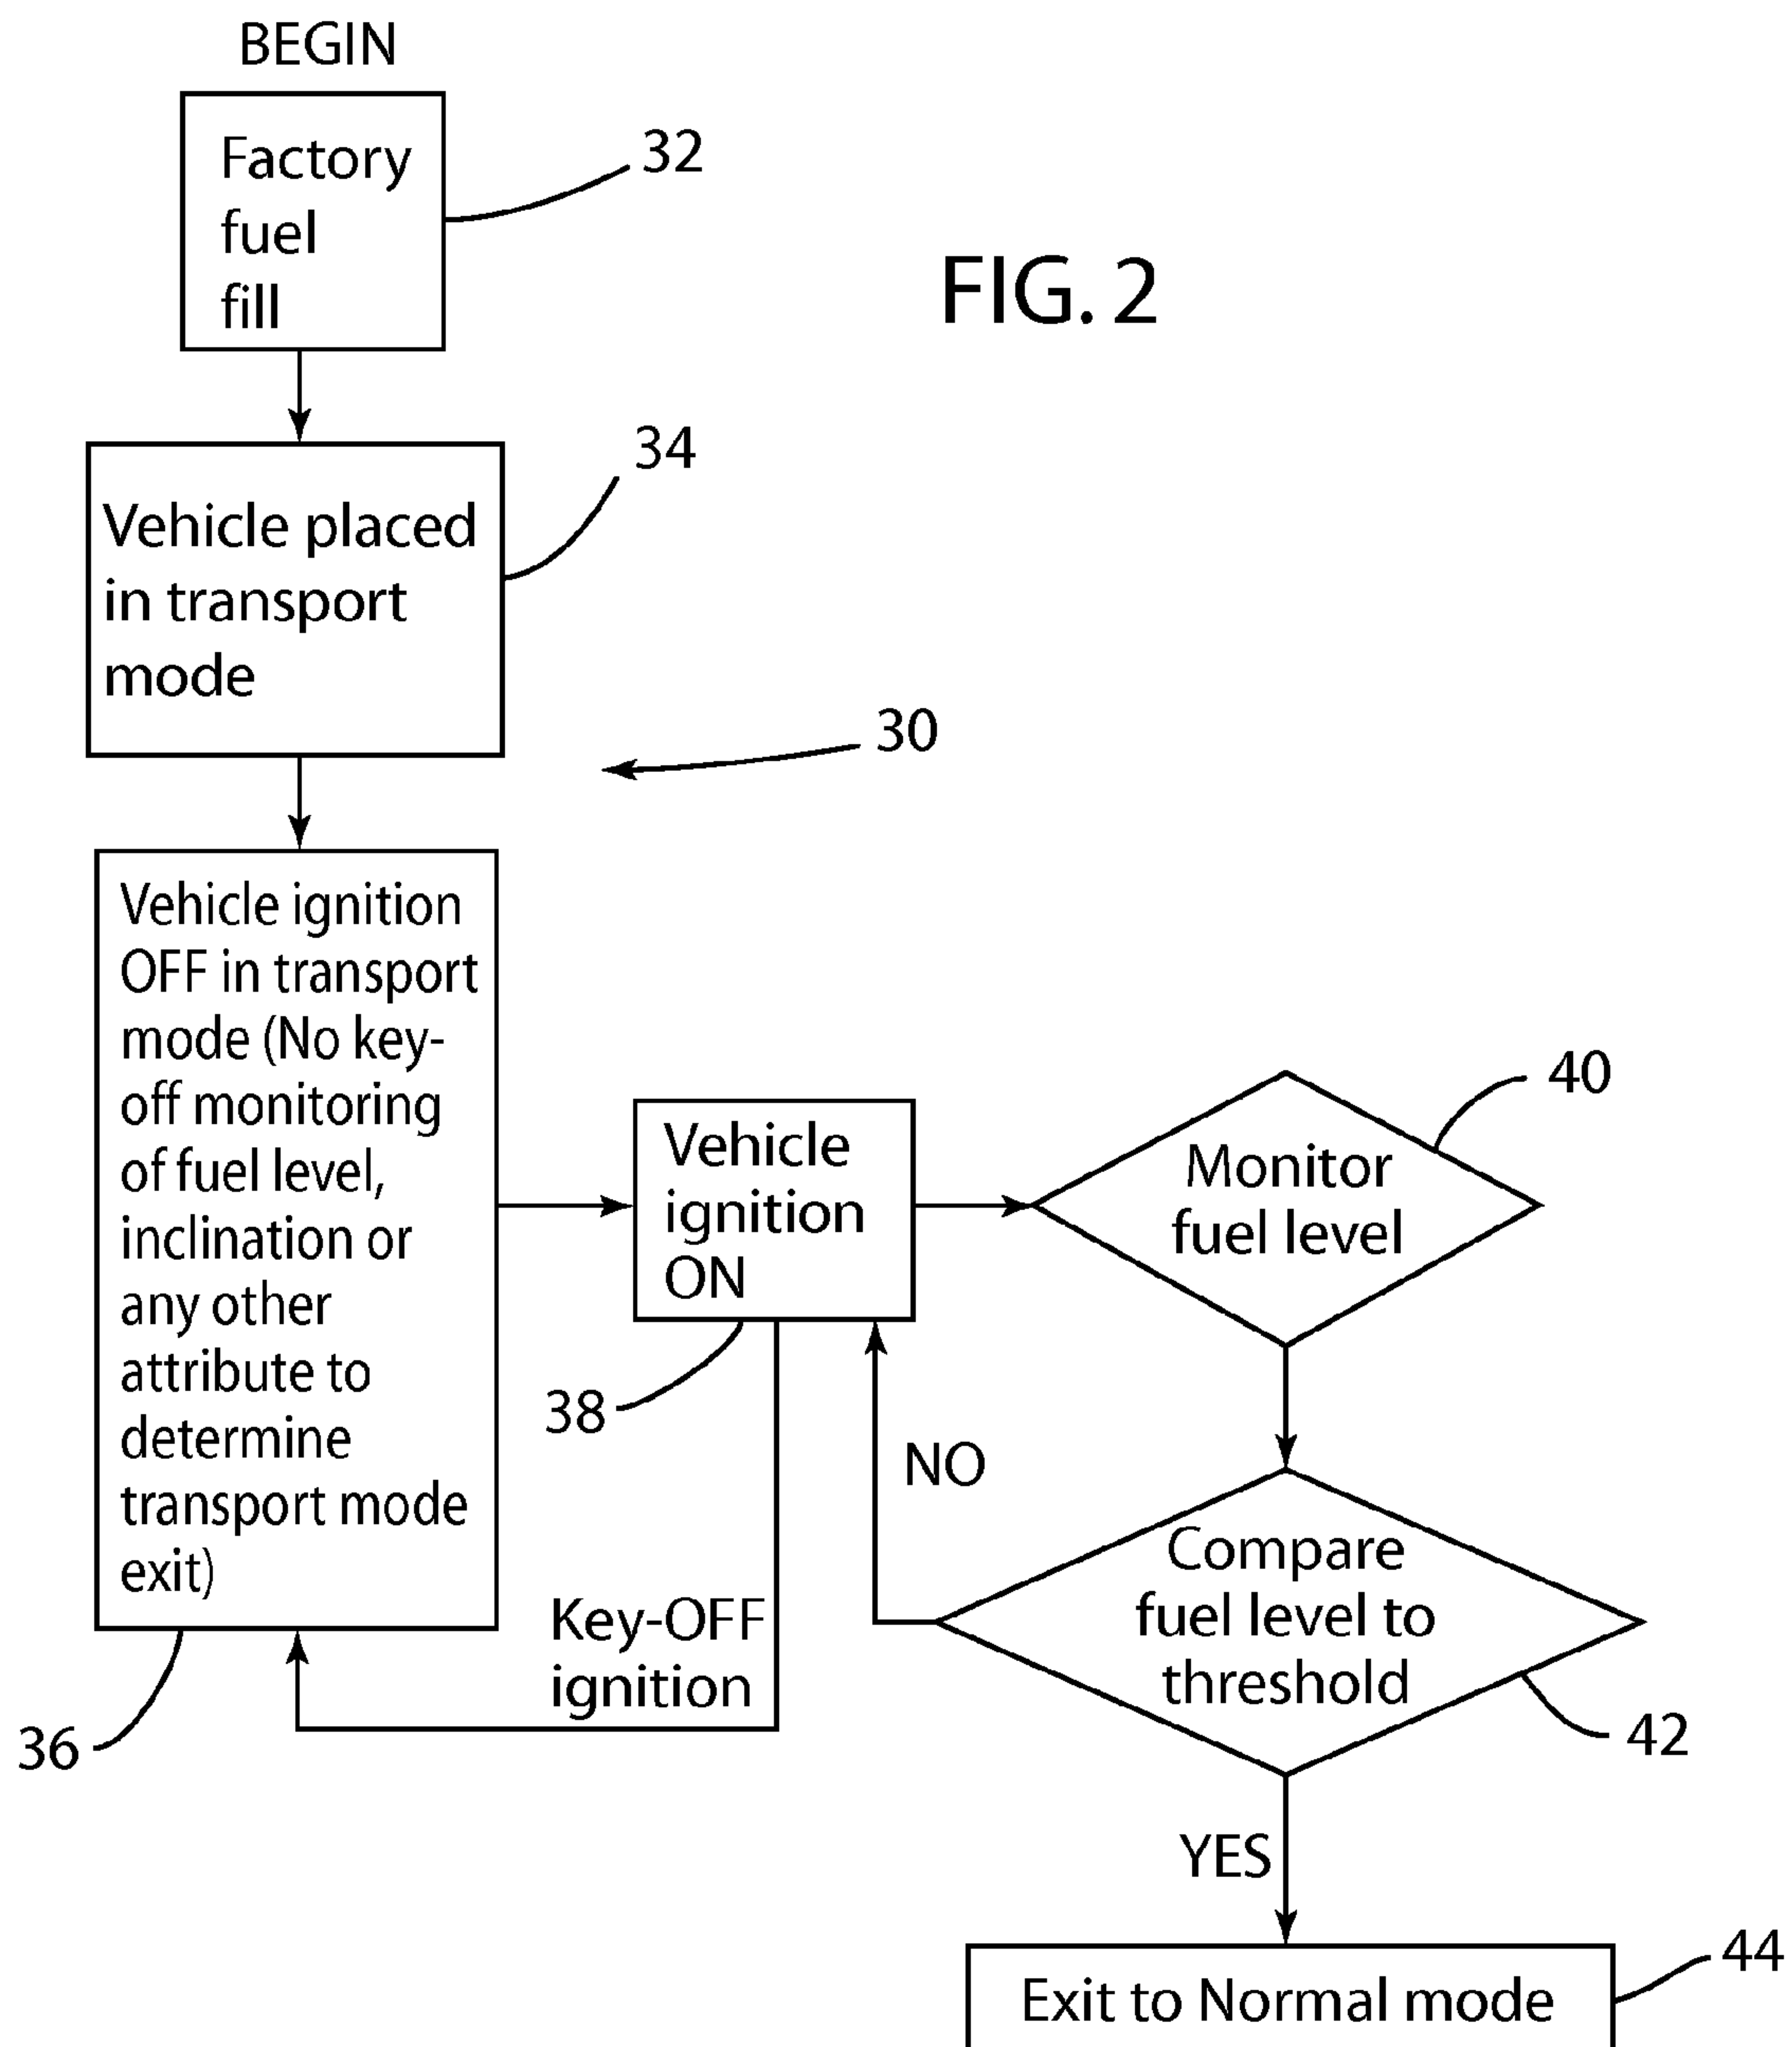 BEGIN
Factory
fuel
fill
32
FIG. 2
34
Vehicle placed
in transport
mode
30
Vehicle ignition
OFF in transport
mode (No key-
off monitoring
of fuel level,
inclination or
any other
attribute to
determine
transport mode
exit)
36
Vehicle
ignition
ON
38
Key-OFF
ignition
40
Monitor
fuel level
NO
Compare
fuel level to
threshold
42
YES
44
Exit to Normal mode